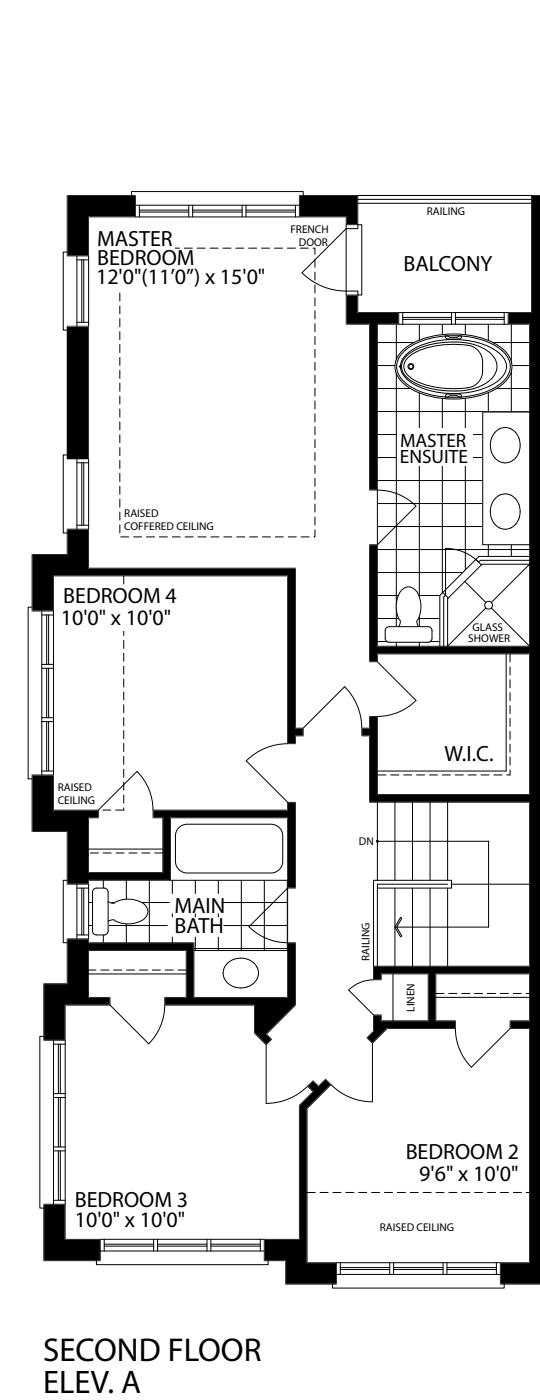 RAILING
FRENCH
DOOR
MASTER
BEDROOM
12'0"(11'0") x 15'0"
BALCONY
MASTER
ENSUITE
RAISED
COFFERED CEILING
BEDROOM 4
10'0" x 10'0"
GLASS
SHOWER
W.I.C.
RAISED
CEILING
DN
MAIN
BATH
RAILING
LINEN
BEDROOM 2
9'6" x 10'0"
BEDROOM 3
10'0" x 10'0"
RAISED CEILING
SECOND FLOOR
ELEV. A